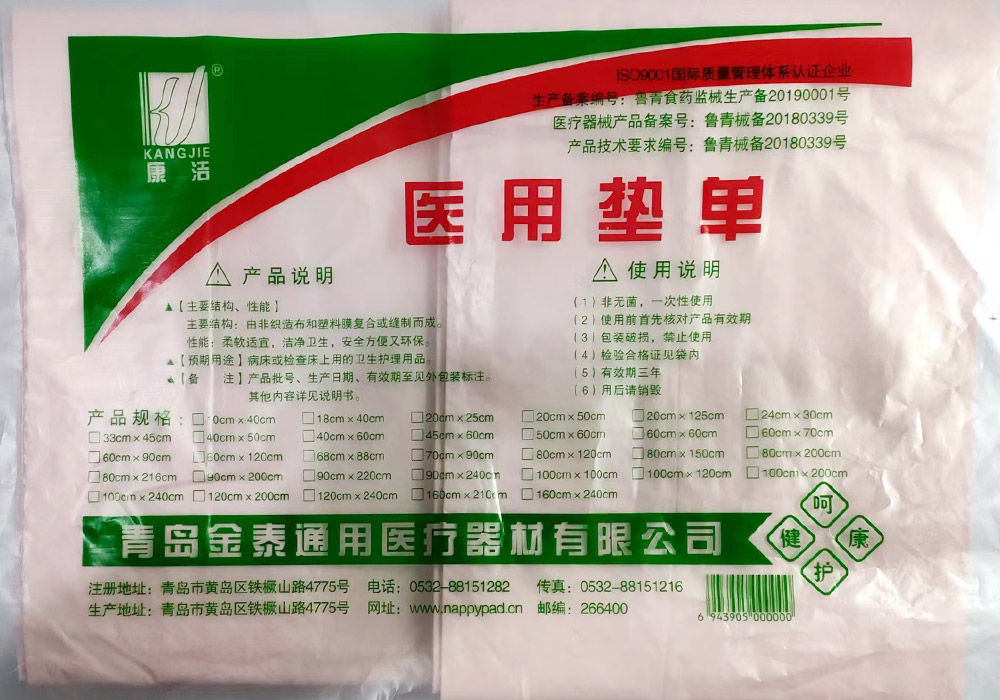 ®
KANGJIE
康 洁
ISO9001国际质量管理体系认证企业
生产备案编号：鲁青食药监械生产备20190001号
医疗器械产品备案号：鲁青械备20180339号
产品技术要求编号：鲁青械备20180339号
医用垫单
产品说明
▲【主要结构、性能】
主要结构：由非织造布和塑料膜复合或缝制而成。
性能：柔软适宜，洁净卫生，安全方便又环保。
▲【预期用途】病床或检查床上用的卫生护理用品。
▲【备 注】产品批号、生产日期、有效期至见外包装标注。
其他内容详见说明书。
使用说明
（1）非无菌，一次性使用
（2）使用前首先核对产品有效期
（3）包装破损，禁止使用
（4）检验合格证见袋内
（5）有效期三年
（6）用后请销毁
产品规格：□10cm×40cm □18cm×40cm □20cm×25cm □20cm×50cm □20cm×125cm □24cm×30cm
□33cm×45cm □40cm×50cm □40cm×60cm □45cm×60cm □50cm×60cm □60cm×60cm □60cm×70cm
□60cm×90cm □60cm×120cm □68cm×88cm □70cm×90cm □80cm×120cm □80cm×150cm □80cm×200cm
□80cm×216cm □90cm×200cm □90cm×220cm □90cm×240cm □100cm×100cm □100cm×120cm □100cm×200cm
□100cm×240cm □120cm×200cm □120cm×240cm □160cm×210cm □160cm×240cm
青岛金泰通用医疗器材有限公司
呵
健 康
护
注册地址：青岛市黄岛区铁橛山路4775号 电话：0532-88151282 传真：0532-88151216
生产地址：青岛市黄岛区铁橛山路4775号 网址：www.nappypad.cn 邮编：266400
6 943905 000000